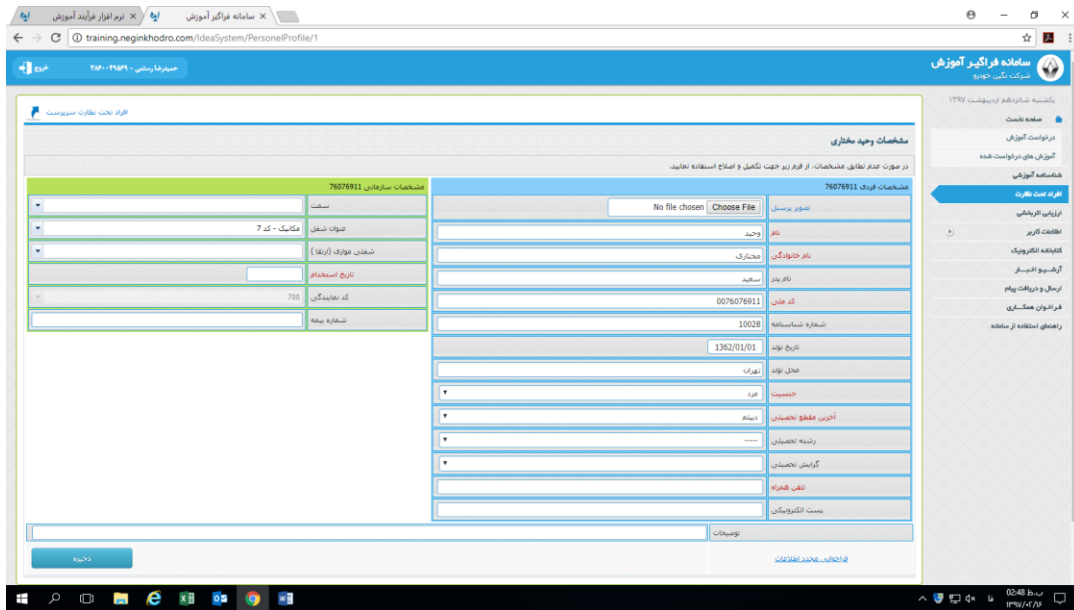 سامانه فراگیر آموزش
نرم افزار فرآیند آموزش
training.neginkhodro.com/IdeaSystem/PersonelProfile/1
سامانه فراگیر آموزش
شرکت نگین خودرو
حمیدرضا رستمی - ۳۸۶۰۰۴۹۵۶۹
خروج
یکشنبه شانزدهم اردیبهشت ۱۳۹۷
صفحه نخست
درخواست آموزش
آموزش های درخواست شده
شناسنامه آموزشی
افراد تحت نظارت
ارزیابی اثربخشی
اطلاعات کاربر
کتابخانه الکترونیک
آرشیو اخبار
ارسال و دریافت پیام
فراخوان همکاری
راهنمای استفاده از سامانه
افراد تحت نظارت سرپرست
مشخصات وحید مختاری
در صورت عدم تطابق مشخصات، از فرم زیر جهت تکمیل و اصلاح استفاده نمایید.
مشخصات فردی 76076911
تصویر پرسنل Choose File No file chosen
نام وحید
نام خانوادگی مختاری
نام پدر سعید
کد ملی 0076076911
شماره شناسنامه 10028
تاریخ تولد 1362/01/01
محل تولد تهران
جنسیت مرد
آخرین مقطع تحصیلی دیپلم
رشته تحصیلی -----
گرایش تحصیلی
تلفن همراه
پست الکترونیکی
مشخصات سازمانی 76076911
سمت
عنوان شغل مکانیک - کد 7
شغلی موازی (ارتقا )
تاریخ استخدام
کد نمایندگی 700
شماره بیمه
توضیحات
فراخوانی مجدد اطلاعات
ذخیره
02:48 ب.ظ
۱۳۹۷/۰۲/۱۶
فا